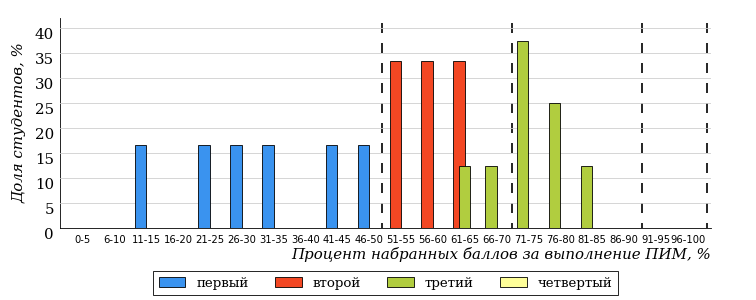 Доля студентов, %
40
35
30
25
20
15
10
5
0
0-5 6-10 11-15 16-20 21-25 26-30 31-35 36-40 41-45 46-50 51-55 56-60 61-65 66-70 71-75 76-80 81-85 86-90 91-95 96-100
Процент набранных баллов за выполнение ПИМ, %
первый второй третий четвертый